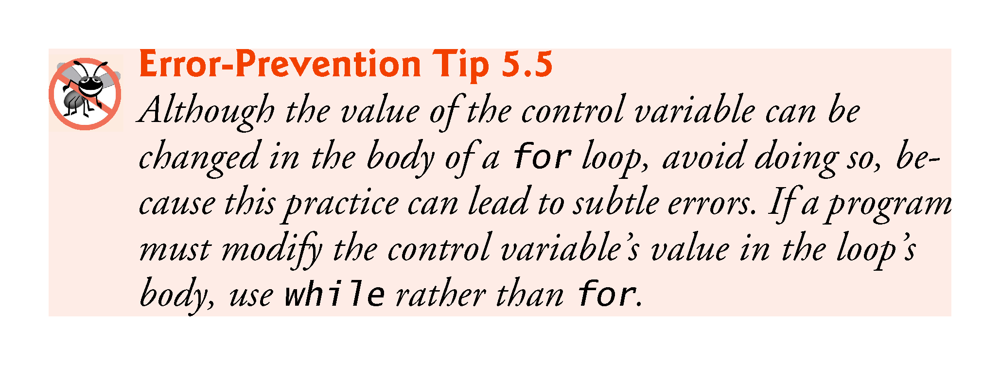 Error-Prevention Tip 5.5
Although the value of the control variable can be
changed in the body of a for loop, avoid doing so, be-
cause this practice can lead to subtle errors. If a program
must modify the control variable’s value in the loop’s
body, use while rather than for.